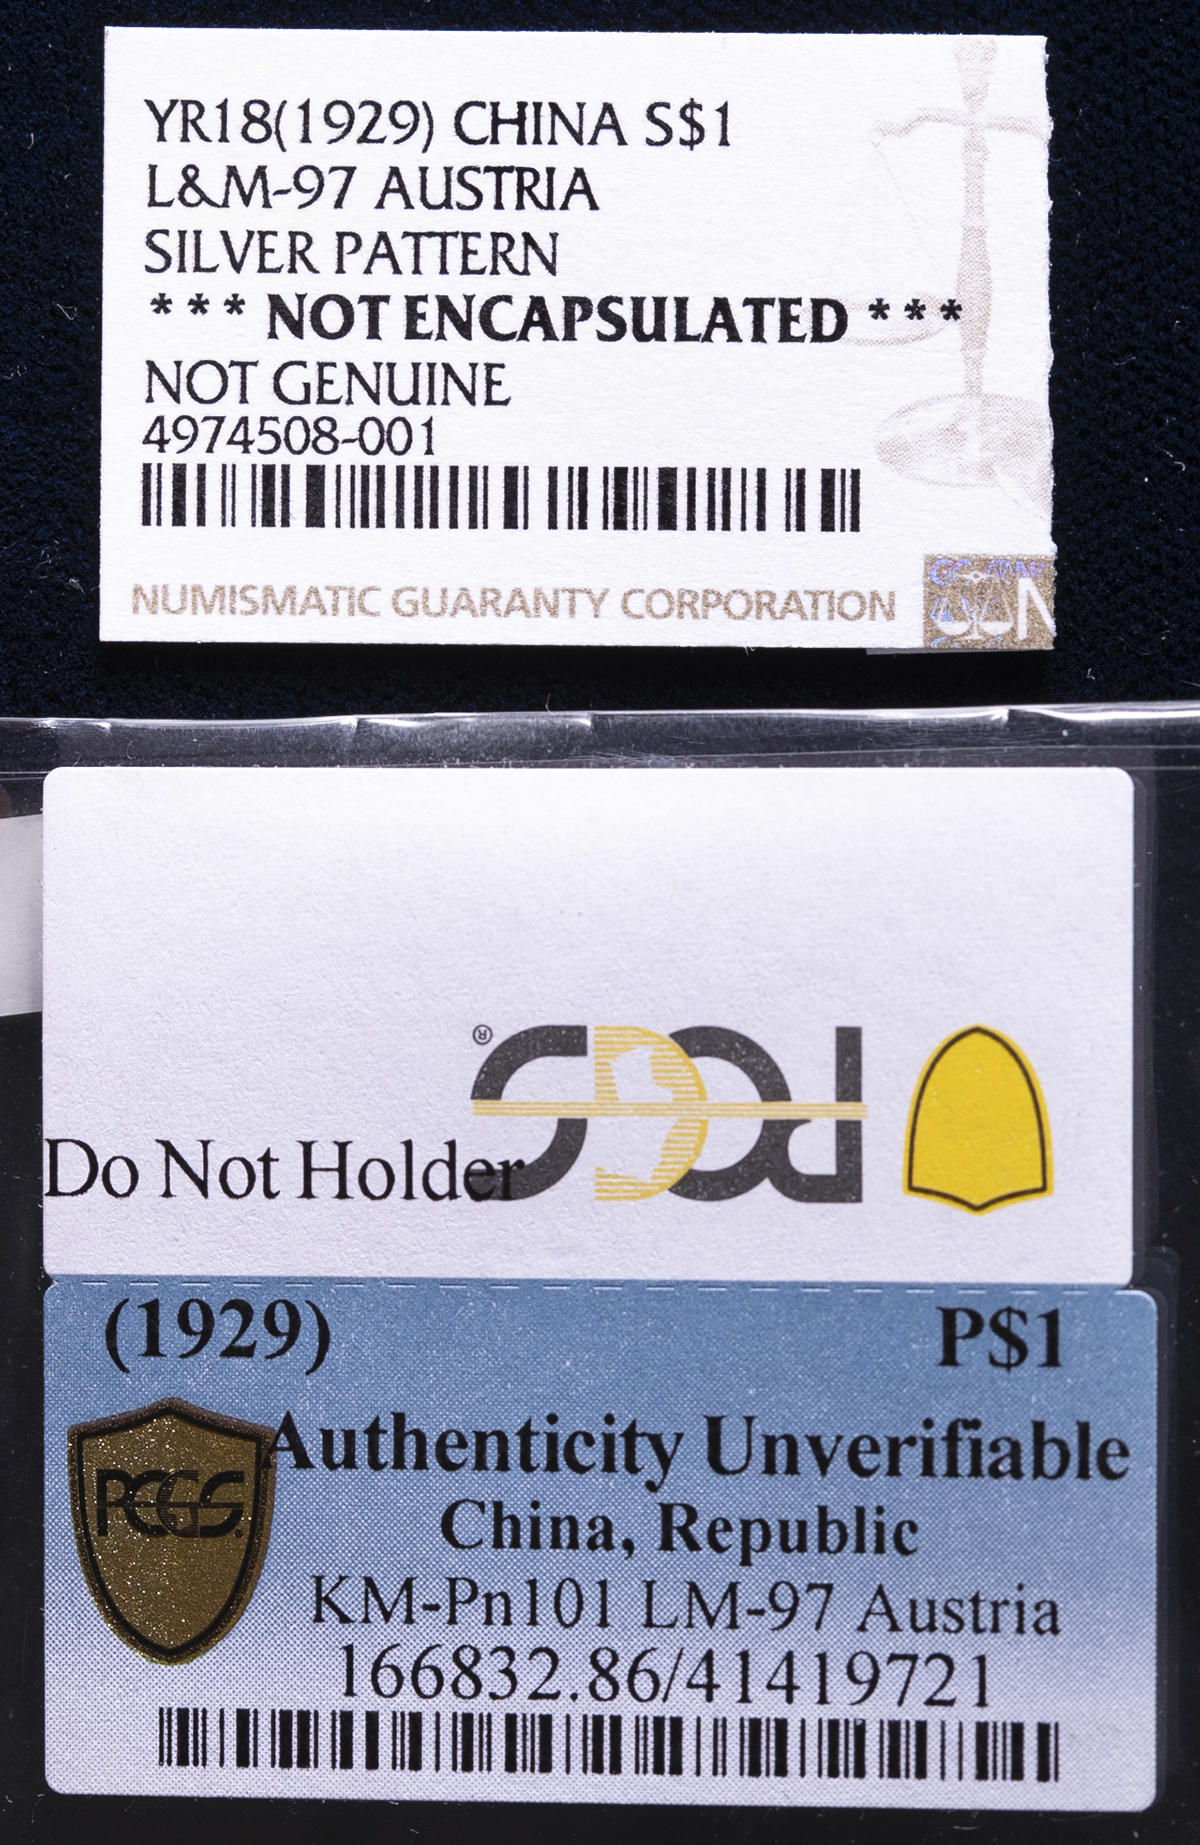 YR18(1929) CHINA S$1
L&M-97 AUSTRIA
SILVER PATTERN
*** NOT ENCAPSULATED ***
NOT GENUINE
4974508-001
NUMISMATIC GUARANTY CORPORATION
N
PCGS®
Do Not Holder
(1929) P$1
Authenticity Unverifiable
PCGS
China, Republic
KM-Pn101 LM-97 Austria
166832.86/41419721